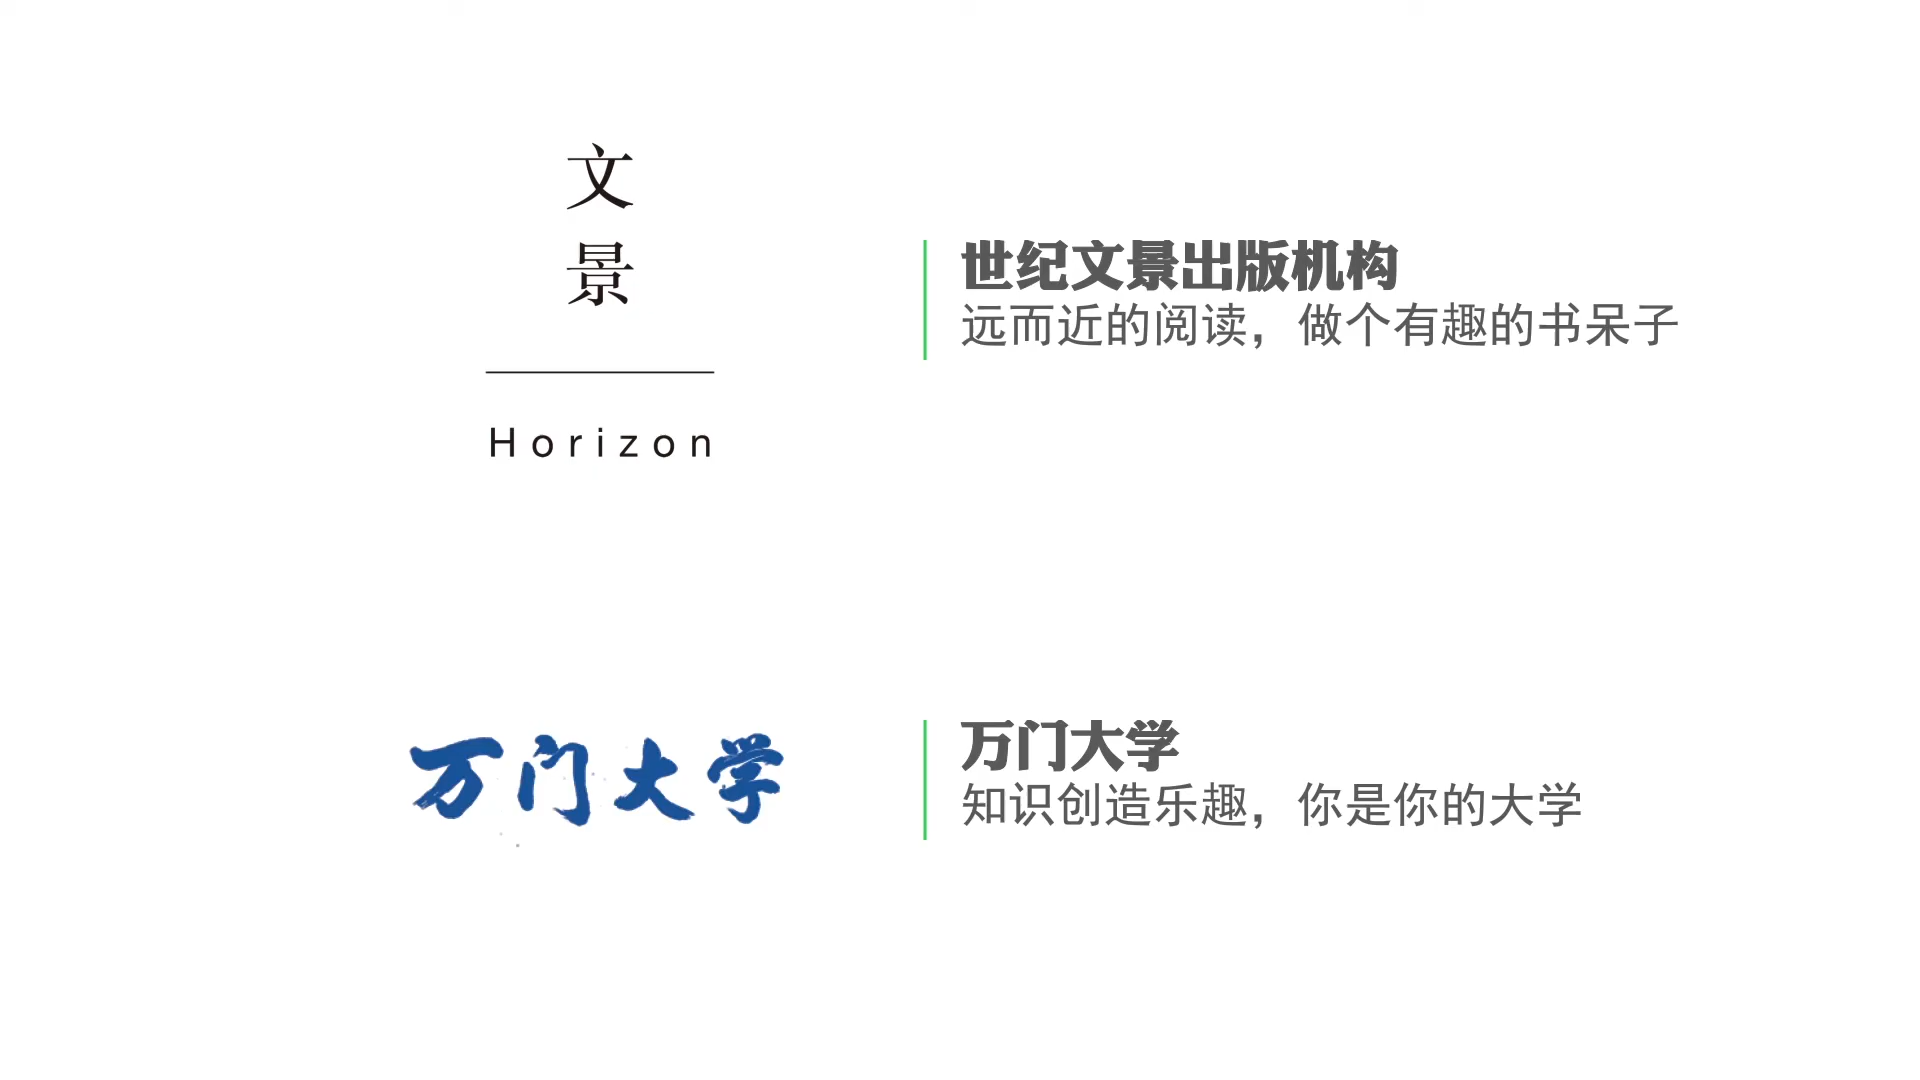 文
景
Horizon
世纪文景出版机构
远而近的阅读，做个有趣的书呆子
万门大学
万门大学
知识创造乐趣，你是你的大学